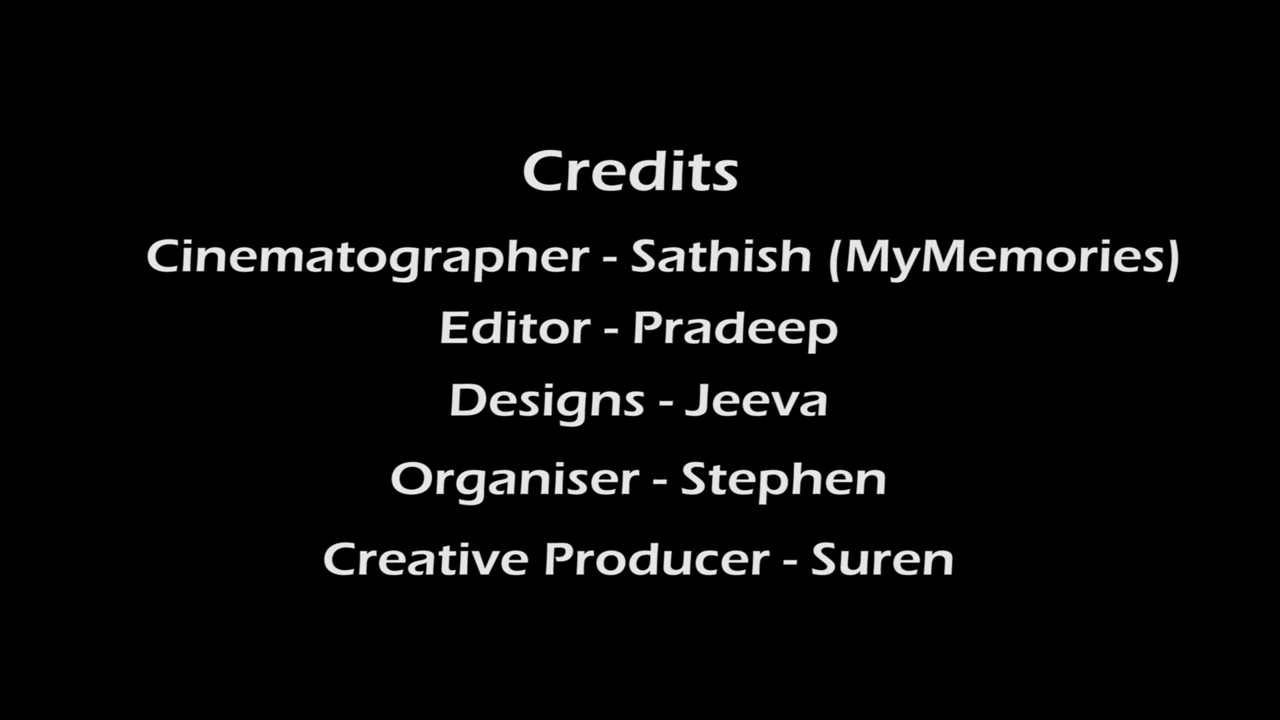 Credits
Cinematographer - Sathish (MyMemories)
Editor - Pradeep
Designs - Jeeva
Organiser - Stephen
Creative Producer - Suren